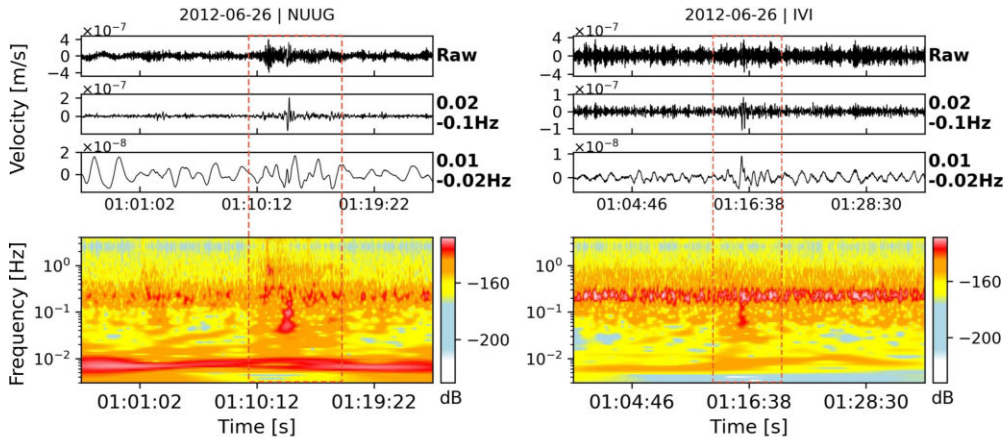 2012-06-26 | NUUG
×10⁻⁷
4
0
−4
Raw
×10⁻⁷
2
0
0.02
-0.1Hz
×10⁻⁸
2
0
0.01
-0.02Hz
01:01:02 01:10:12 01:19:22
Velocity [m/s]
2012-06-26 | IVI
×10⁻⁷
4
0
−4
Raw
×10⁻⁷
1
0
−1
0.02
-0.1Hz
×10⁻⁸
1
0
0.01
-0.02Hz
01:04:46 01:16:38 01:28:30
Frequency [Hz]
10⁰
10⁻¹
10⁻²
−160
−200
dB
01:01:02 01:10:12 01:19:22
Time [s]
10⁰
10⁻¹
10⁻²
−160
−200
dB
01:04:46 01:16:38 01:28:30
Time [s]